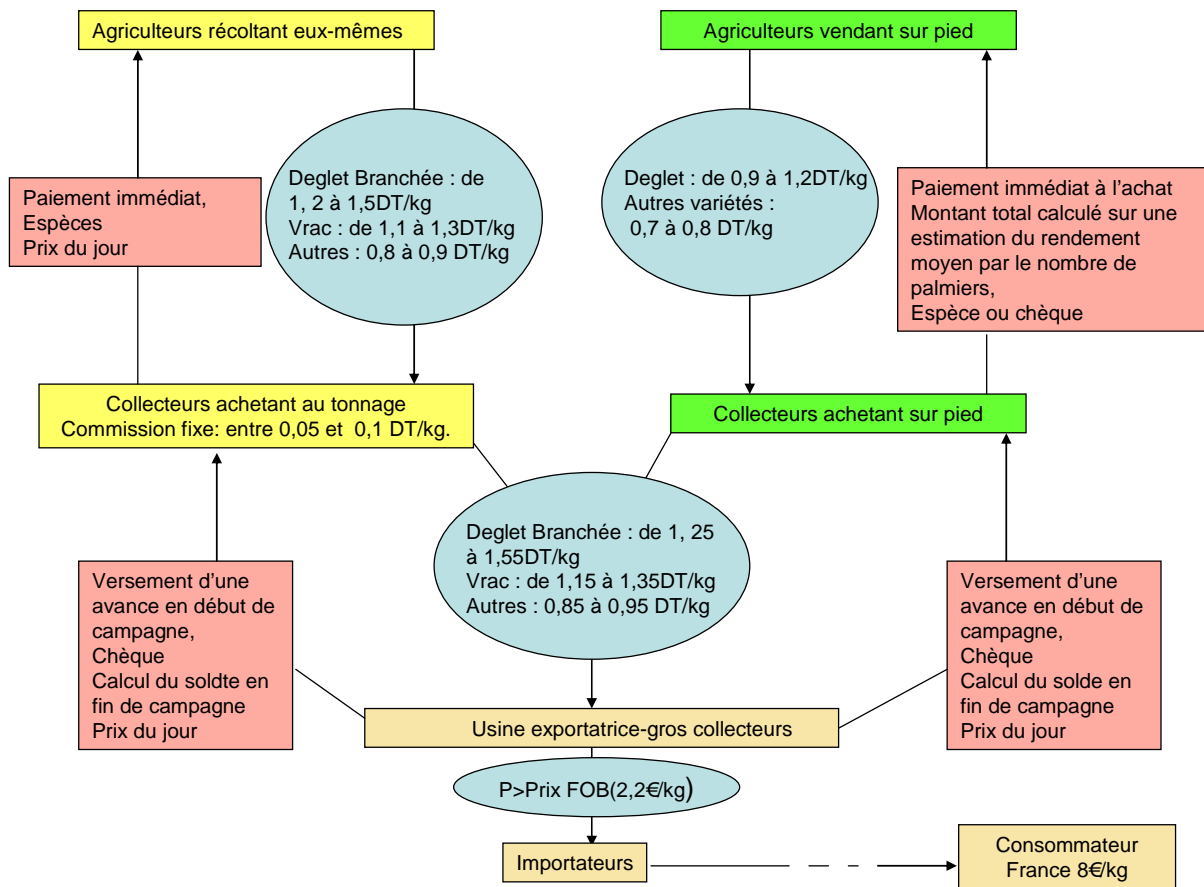 Agriculteurs récoltant eux-mêmes
Agriculteurs vendant sur pied
Deglet Branchée : de
1, 2 à 1,5DT/kg
Vrac : de 1,1 à 1,3DT/kg
Autres : 0,8 à 0,9 DT/kg
Deglet : de 0,9 à 1,2DT/kg
Autres variétés :
0,7 à 0,8 DT/kg
Paiement immédiat,
Espèces
Prix du jour
Paiement immédiat à l’achat
Montant total calculé sur une
estimation du rendement
moyen par le nombre de
palmiers,
Espèce ou chèque
Collecteurs achetant au tonnage
Commission fixe: entre 0,05 et 0,1 DT/kg.
Collecteurs achetant sur pied
Deglet Branchée : de 1, 25
à 1,55DT/kg
Vrac : de 1,15 à 1,35DT/kg
Autres : 0,85 à 0,95 DT/kg
Versement d’une
avance en début de
campagne,
Chèque
Calcul du soldte en
fin de campagne
Prix du jour
Versement d’une
avance en début de
campagne,
Chèque
Calcul du solde en
fin de campagne
Prix du jour
Usine exportatrice-gros collecteurs
P>Prix FOB(2,2€/kg)
Importateurs
Consommateur
France 8€/kg